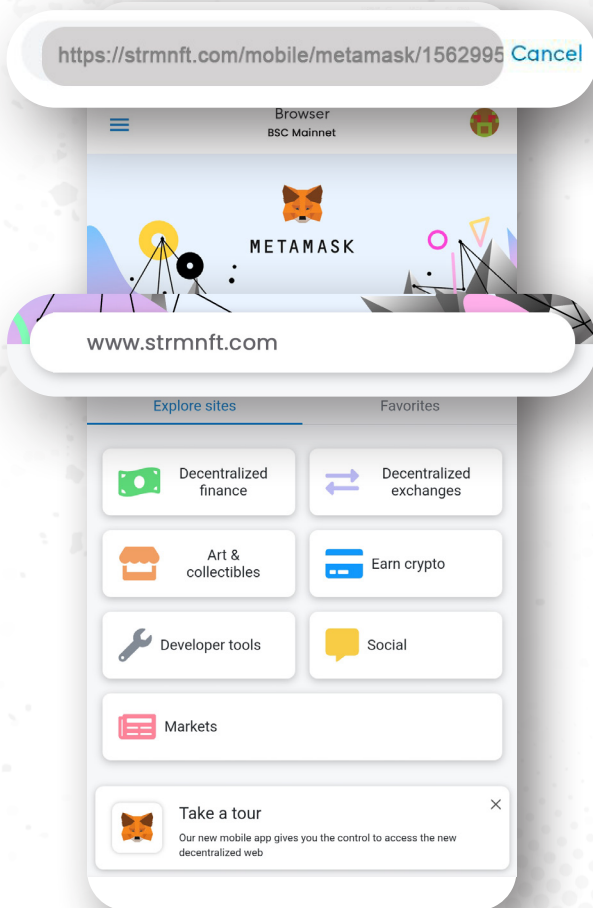 https://strmnft.com/mobile/metamask/1562995 Cancel
Browser
BSC Mainnet
METAMASK
www.strmnft.com
Explore sites
Favorites
Decentralized
finance
Decentralized
exchanges
Art &
collectibles
Earn crypto
Developer tools
Social
Markets
Take a tour
Our new mobile app gives you the control to access the new
decentralized web